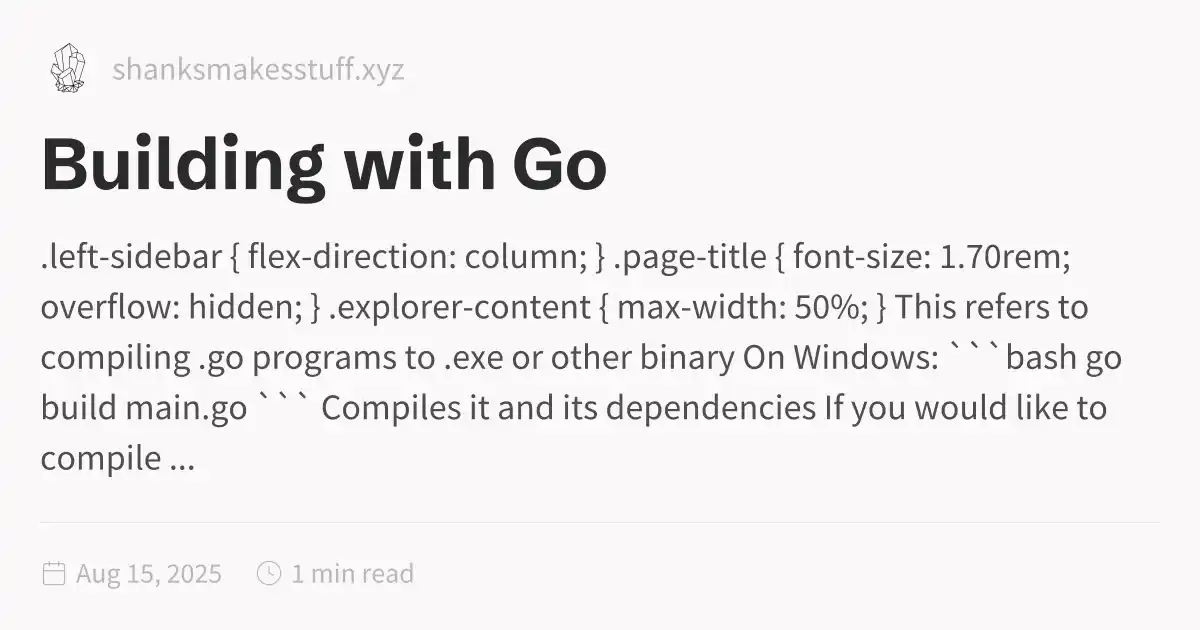 shanksmakesstuff.xyz
Building with Go
.left-sidebar { flex-direction: column; } .page-title { font-size: 1.70rem;
overflow: hidden; } .explorer-content { max-width: 50%; } This refers to
compiling .go programs to .exe or other binary On Windows: ```bash go
build main.go ``` Compiles it and its dependencies If you would like to
compile ...
Aug 15, 2025 1 min read